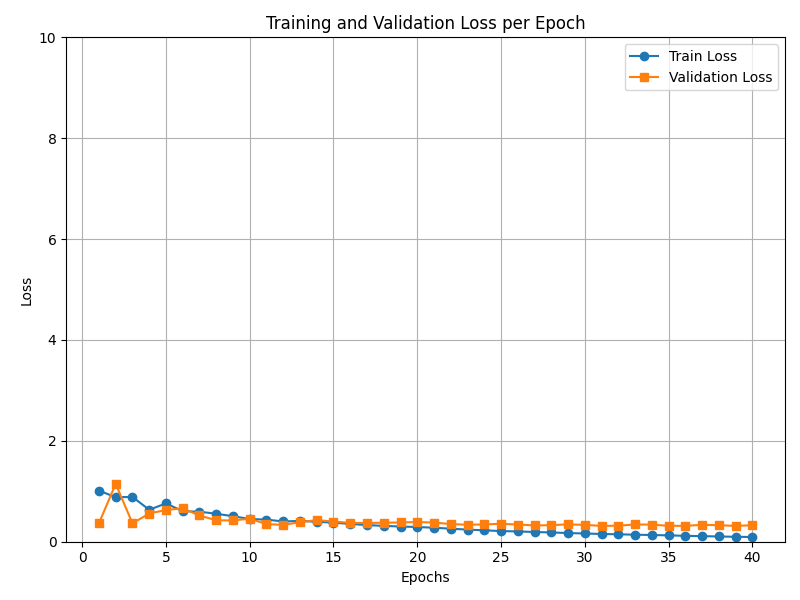 Training and Validation Loss per Epoch
Train Loss
Validation Loss
10
8
6
4
2
0
Loss
0 5 10 15 20 25 30 35 40
Epochs